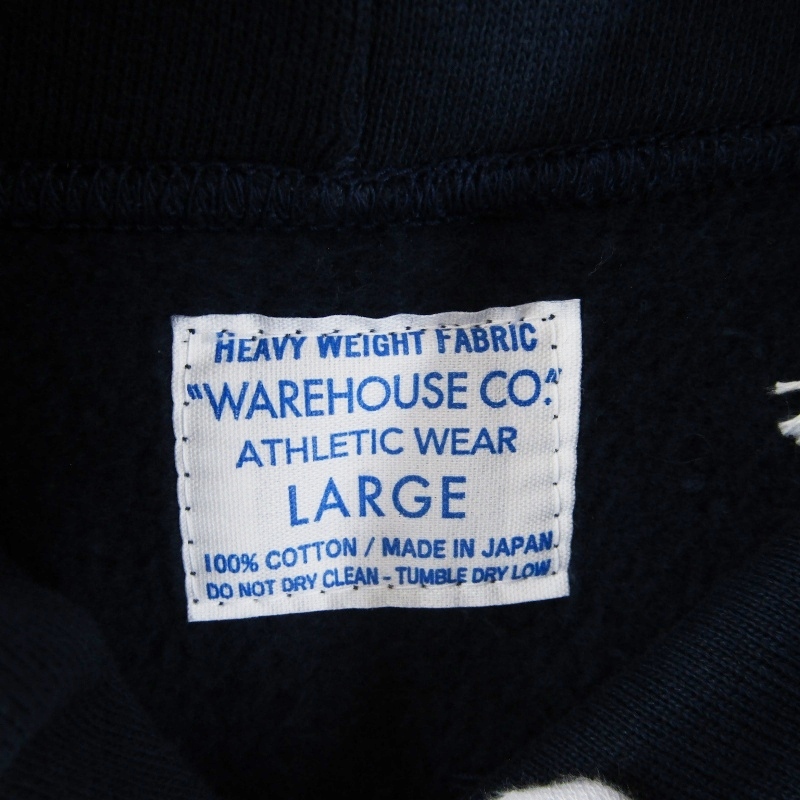 HEAVY WEIGHT FABRIC
"WAREHOUSE CO."
ATHLETIC WEAR
LARGE
100% COTTON / MADE IN JAPAN
DO NOT DRY CLEAN - TUMBLE DRY LOW